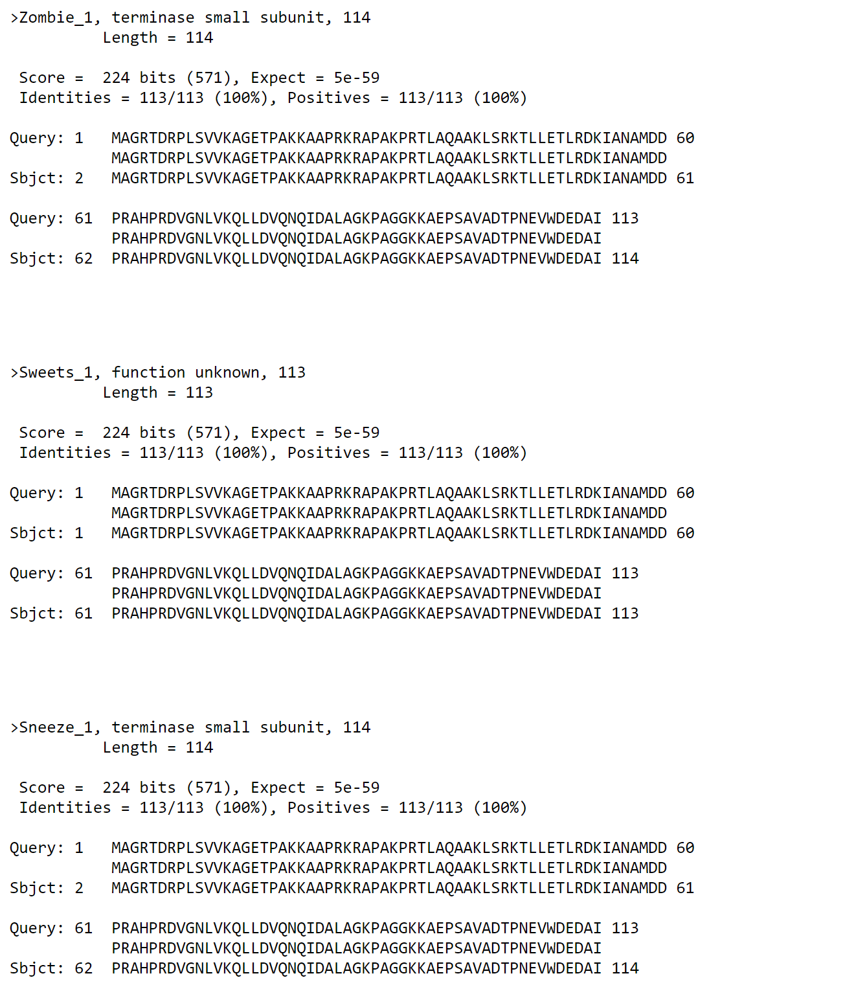 >Zombie_1, terminase small subunit, 114
          Length = 114

 Score =  224 bits (571), Expect = 5e-59
 Identities = 113/113 (100%), Positives = 113/113 (100%)

Query: 1   MAGRTDRPLSVVKAGETPAKKAAPRKRAPAKPRTLAQAAKLSRKTLLETLRDKIANAMDD 60
           MAGRTDRPLSVVKAGETPAKKAAPRKRAPAKPRTLAQAAKLSRKTLLETLRDKIANAMDD
Sbjct: 2   MAGRTDRPLSVVKAGETPAKKAAPRKRAPAKPRTLAQAAKLSRKTLLETLRDKIANAMDD 61

Query: 61  PRAHPRDVGNLVKQLLDVQNQIDALAGKPAGGKKAEPSAVADTPNEVWDEDAI 113
           PRAHPRDVGNLVKQLLDVQNQIDALAGKPAGGKKAEPSAVADTPNEVWDEDAI
Sbjct: 62  PRAHPRDVGNLVKQLLDVQNQIDALAGKPAGGKKAEPSAVADTPNEVWDEDAI 114

>Sweets_1, function unknown, 113
          Length = 113

 Score =  224 bits (571), Expect = 5e-59
 Identities = 113/113 (100%), Positives = 113/113 (100%)

Query: 1   MAGRTDRPLSVVKAGETPAKKAAPRKRAPAKPRTLAQAAKLSRKTLLETLRDKIANAMDD 60
           MAGRTDRPLSVVKAGETPAKKAAPRKRAPAKPRTLAQAAKLSRKTLLETLRDKIANAMDD
Sbjct: 1   MAGRTDRPLSVVKAGETPAKKAAPRKRAPAKPRTLAQAAKLSRKTLLETLRDKIANAMDD 60

Query: 61  PRAHPRDVGNLVKQLLDVQNQIDALAGKPAGGKKAEPSAVADTPNEVWDEDAI 113
           PRAHPRDVGNLVKQLLDVQNQIDALAGKPAGGKKAEPSAVADTPNEVWDEDAI
Sbjct: 61  PRAHPRDVGNLVKQLLDVQNQIDALAGKPAGGKKAEPSAVADTPNEVWDEDAI 113

>Sneeze_1, terminase small subunit, 114
          Length = 114

 Score =  224 bits (571), Expect = 5e-59
 Identities = 113/113 (100%), Positives = 113/113 (100%)

Query: 1   MAGRTDRPLSVVKAGETPAKKAAPRKRAPAKPRTLAQAAKLSRKTLLETLRDKIANAMDD 60
           MAGRTDRPLSVVKAGETPAKKAAPRKRAPAKPRTLAQAAKLSRKTLLETLRDKIANAMDD
Sbjct: 2   MAGRTDRPLSVVKAGETPAKKAAPRKRAPAKPRTLAQAAKLSRKTLLETLRDKIANAMDD 61

Query: 61  PRAHPRDVGNLVKQLLDVQNQIDALAGKPAGGKKAEPSAVADTPNEVWDEDAI 113
           PRAHPRDVGNLVKQLLDVQNQIDALAGKPAGGKKAEPSAVADTPNEVWDEDAI
Sbjct: 62  PRAHPRDVGNLVKQLLDVQNQIDALAGKPAGGKKAEPSAVADTPNEVWDEDAI 114